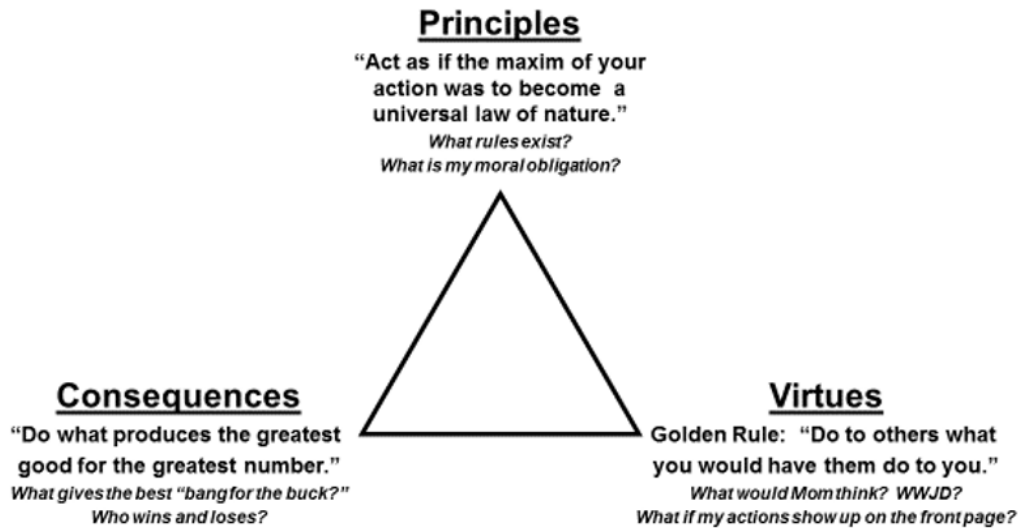 Principles
“Act as if the maxim of your
action was to become a
universal law of nature.”
What rules exist?
What is my moral obligation?
Consequences
“Do what produces the greatest
good for the greatest number.”
What gives the best “bang for the buck?”
Who wins and loses?
Virtues
Golden Rule: “Do to others what
you would have them do to you.”
What would Mom think? WWJD?
What if my actions show up on the front page?